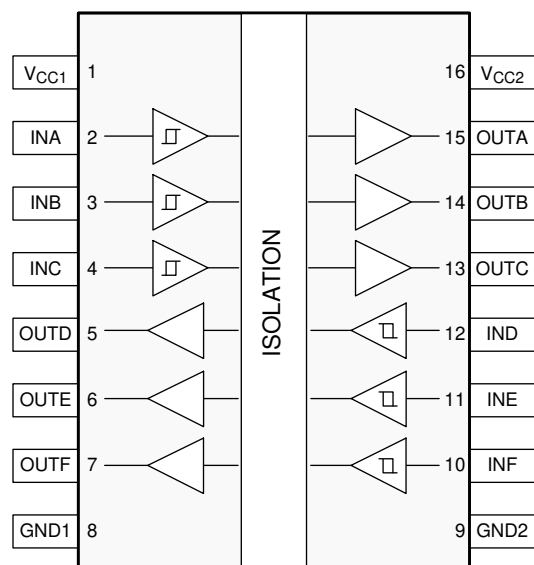 VCC1 1 16 VCC2
INA 2 15 OUTA
INB 3 14 OUTB
INC 4 13 OUTC
ISOLATION
OUTD 5 12 IND
OUTE 6 11 INE
OUTF 7 10 INF
GND1 8 9 GND2